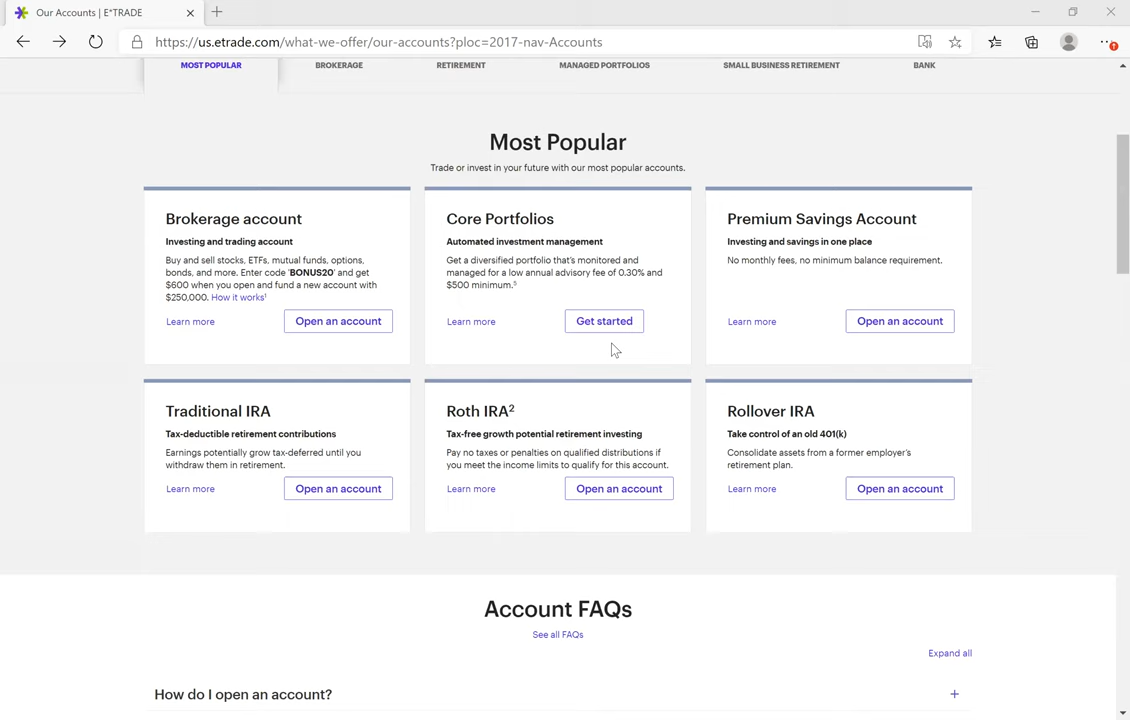 Our Accounts | E*TRADE
https://us.etrade.com/what-we-offer/our-accounts?ploc=2017-nav-Accounts
MOST POPULAR
BROKERAGE
RETIREMENT
MANAGED PORTFOLIOS
SMALL BUSINESS RETIREMENT
BANK
Most Popular
Trade or invest in your future with our most popular accounts.
Brokerage account
Investing and trading account
Buy and sell stocks, ETFs, mutual funds, options,
bonds, and more. Enter code 'BONUS20' and get
$600 when you open and fund a new account with
$250,000. How it works¹
Learn more
Open an account
Core Portfolios
Automated investment management
Get a diversified portfolio that's monitored and
managed for a low annual advisory fee of 0.30% and
$500 minimum.⁵
Learn more
Get started
Premium Savings Account
Investing and savings in one place
No monthly fees, no minimum balance requirement.
Learn more
Open an account
Traditional IRA
Tax-deductible retirement contributions
Earnings potentially grow tax-deferred until you
withdraw them in retirement.
Learn more
Open an account
Roth IRA²
Tax-free growth potential retirement investing
Pay no taxes or penalties on qualified distributions if
you meet the income limits to qualify for this account.
Learn more
Open an account
Rollover IRA
Take control of an old 401(k)
Consolidate assets from a former employer's
retirement plan.
Learn more
Open an account
Account FAQs
See all FAQs
Expand all
How do I open an account?
+